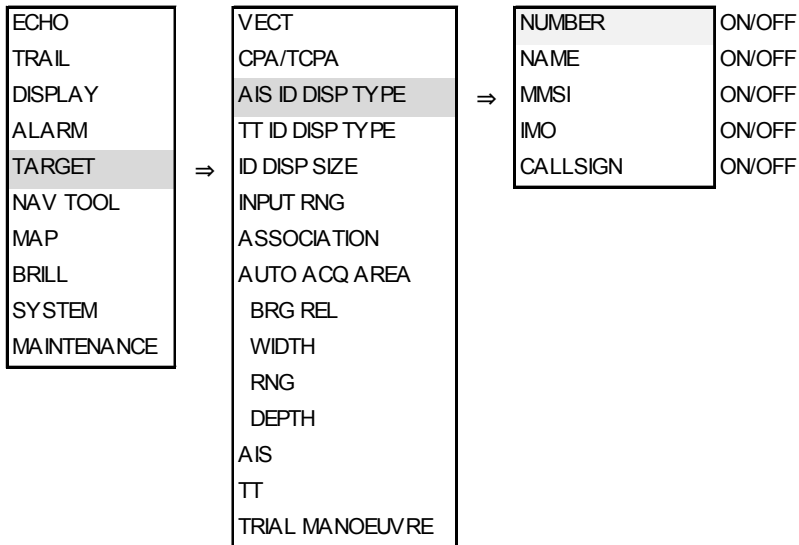 ECHO
TRAIL
DISPLAY
ALARM
TARGET
NAV TOOL
MAP
BRILL
SYSTEM
MAINTENANCE
⇒
VECT
CPA/TCPA
AIS ID DISP TYPE
TT ID DISP TYPE
ID DISP SIZE
INPUT RNG
ASSOCIATION
AUTO ACQ AREA
BRG REL
WIDTH
RNG
DEPTH
AIS
TT
TRIAL MANOEUVRE
⇒
NUMBER ON/OFF
NAME ON/OFF
MMSI ON/OFF
IMO ON/OFF
CALLSIGN ON/OFF